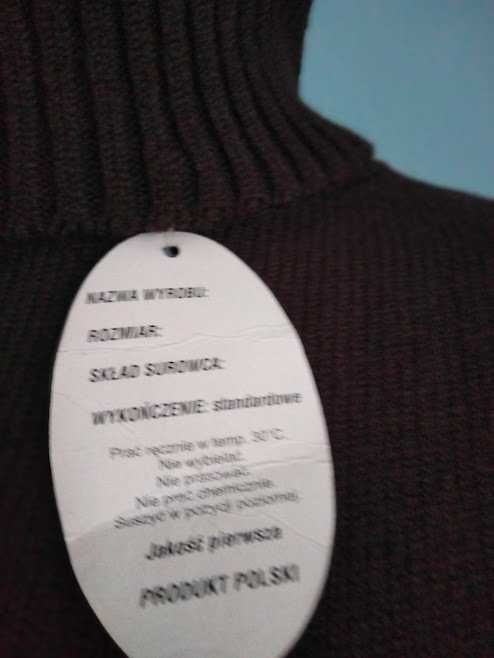 NAZWA WYROBU:
ROZMIAR:
SKŁAD SUROWCA:
WYKOŃCZENIE: standardowe
Prać ręcznie w temp. 30°C.
Nie wybielać.
Nie prasować.
Nie prać chemicznie.
Suszyć w pozycji poziomej.
Jakość pierwsza
PRODUKT POLSKI